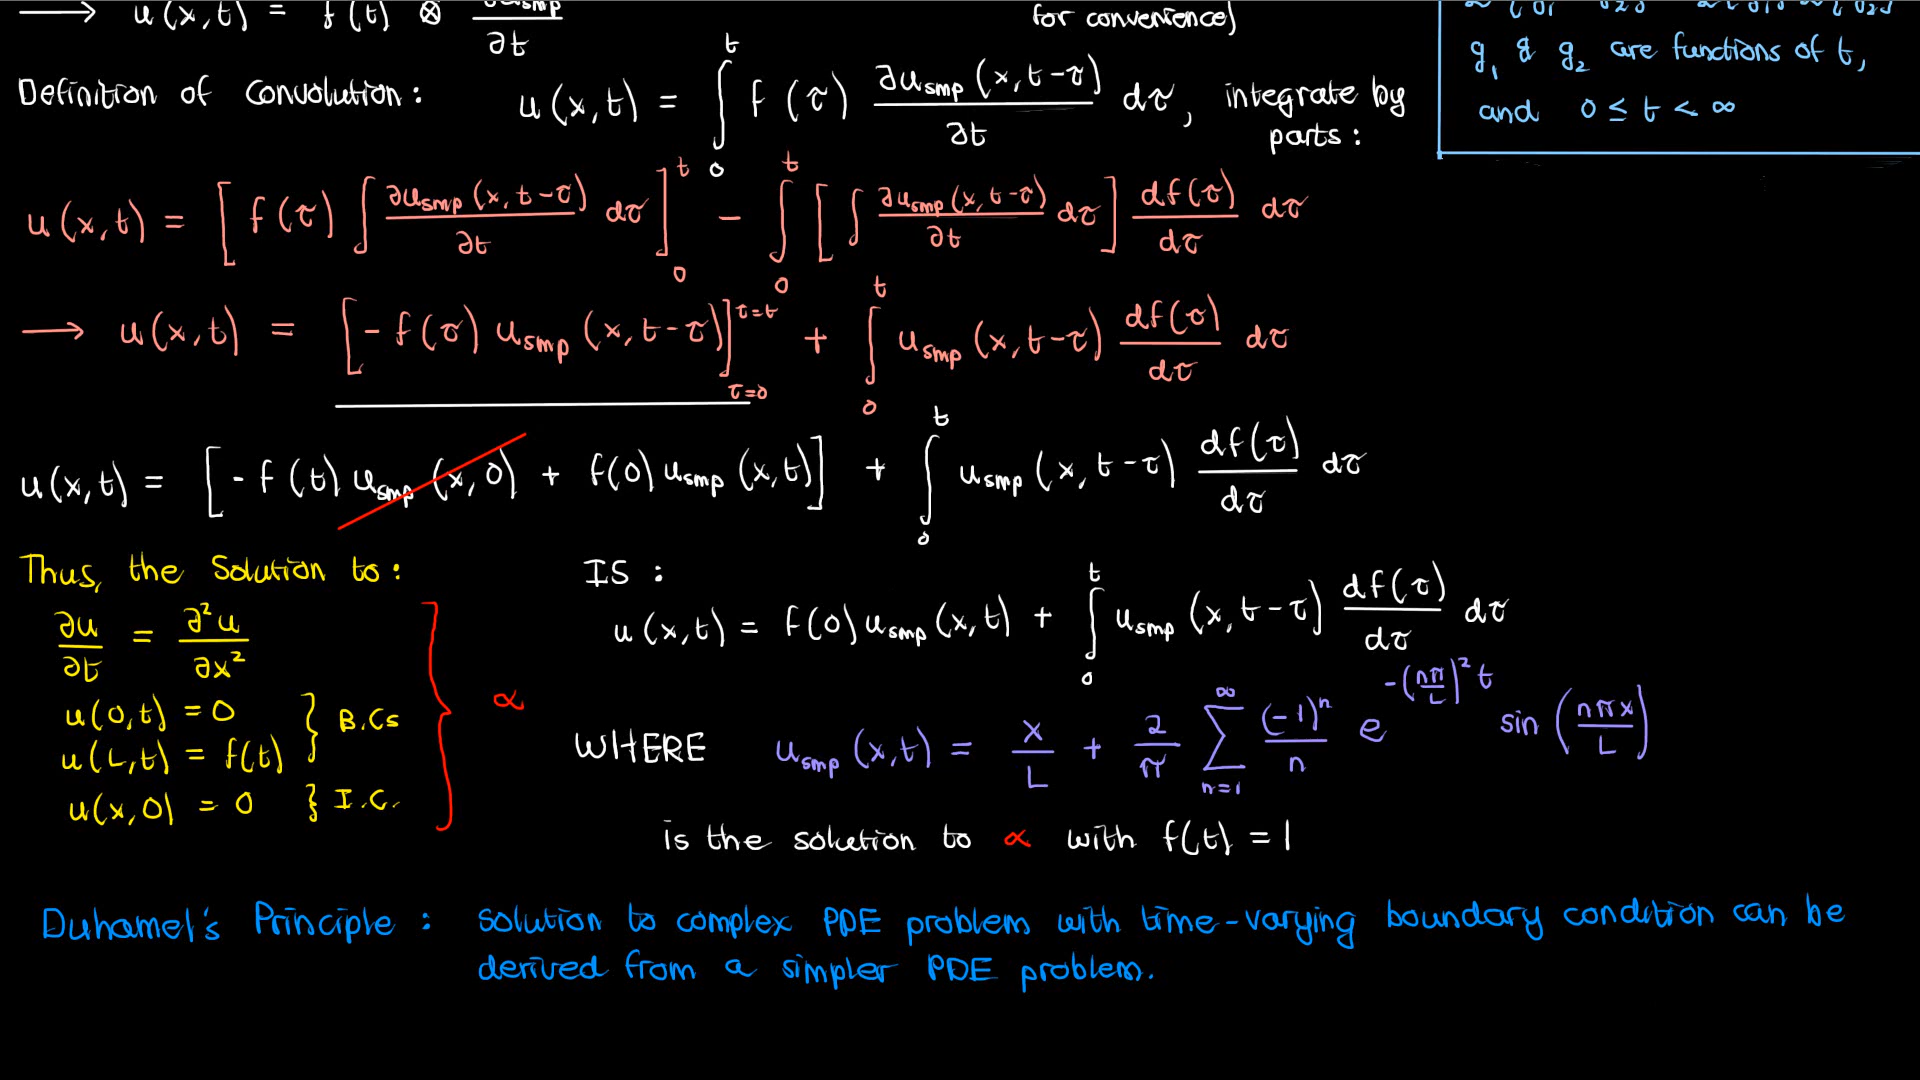 ⟶ u(x,t) = f(t) ⊗ ∂u_smp/∂t
for convenience)
g₁ & g₂ are functions of t,
and 0 ≤ t < ∞
Definition of Convolution: u(x,t) = ∫₀ᵗ f(τ) ∂u_smp(x,t-τ)/∂t dτ, integrate by
parts:
u(x,t) = [f(τ) ∫ ∂u_smp(x,t-τ)/∂t dτ]₀ᵗ - ∫₀ᵗ [∫ ∂u_smp(x,t-τ)/∂t dτ] df(τ)/dτ dτ
⟶ u(x,t) = [-f(τ) u_smp(x,t-τ)]_{τ=0}^{τ=t} + ∫₀ᵗ u_smp(x,t-τ) df(τ)/dτ dτ
u(x,t) = [-f(t) u_smp(x,0) + f(0) u_smp(x,t)] + ∫₀ᵗ u_smp(x,t-τ) df(τ)/dτ dτ
Thus, the Solution to:
∂u/∂t = ∂²u/∂x²
u(0,t) = 0
u(L,t) = f(t) } B.Cs
u(x,0) = 0 } I.C.
α
IS:
u(x,t) = f(0) u_smp(x,t) + ∫₀ᵗ u_smp(x,t-τ) df(τ)/dτ dτ
WHERE u_smp(x,t) = x/L + 2/π ∑_{n=1}^{∞} (-1)ⁿ/n e^{-(nπ/L)²t} sin(nπx/L)
is the solution to α with f(t) = 1
Duhamel's Principle: solution to complex PDE problem with time-varying boundary condition can be
derived from a simpler PDE problem.